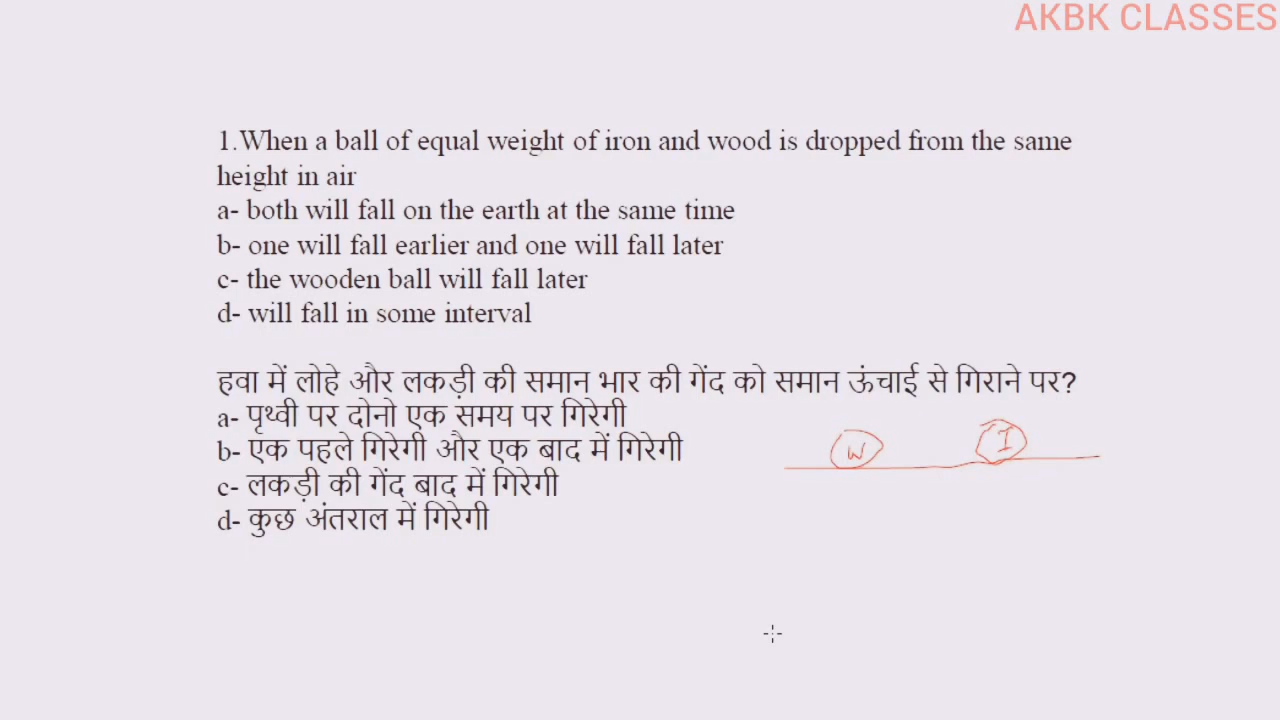 AKBK CLASSES
1.When a ball of equal weight of iron and wood is dropped from the same
height in air
a- both will fall on the earth at the same time
b- one will fall earlier and one will fall later
c- the wooden ball will fall later
d- will fall in some interval
हवा में लोहे और लकड़ी की समान भार की गेंद को समान ऊंचाई से गिराने पर?
a- पृथ्वी पर दोनो एक समय पर गिरेगी
b- एक पहले गिरेगी और एक बाद में गिरेगी
W I
c- लकड़ी की गेंद बाद में गिरेगी
d- कुछ अंतराल में गिरेगी